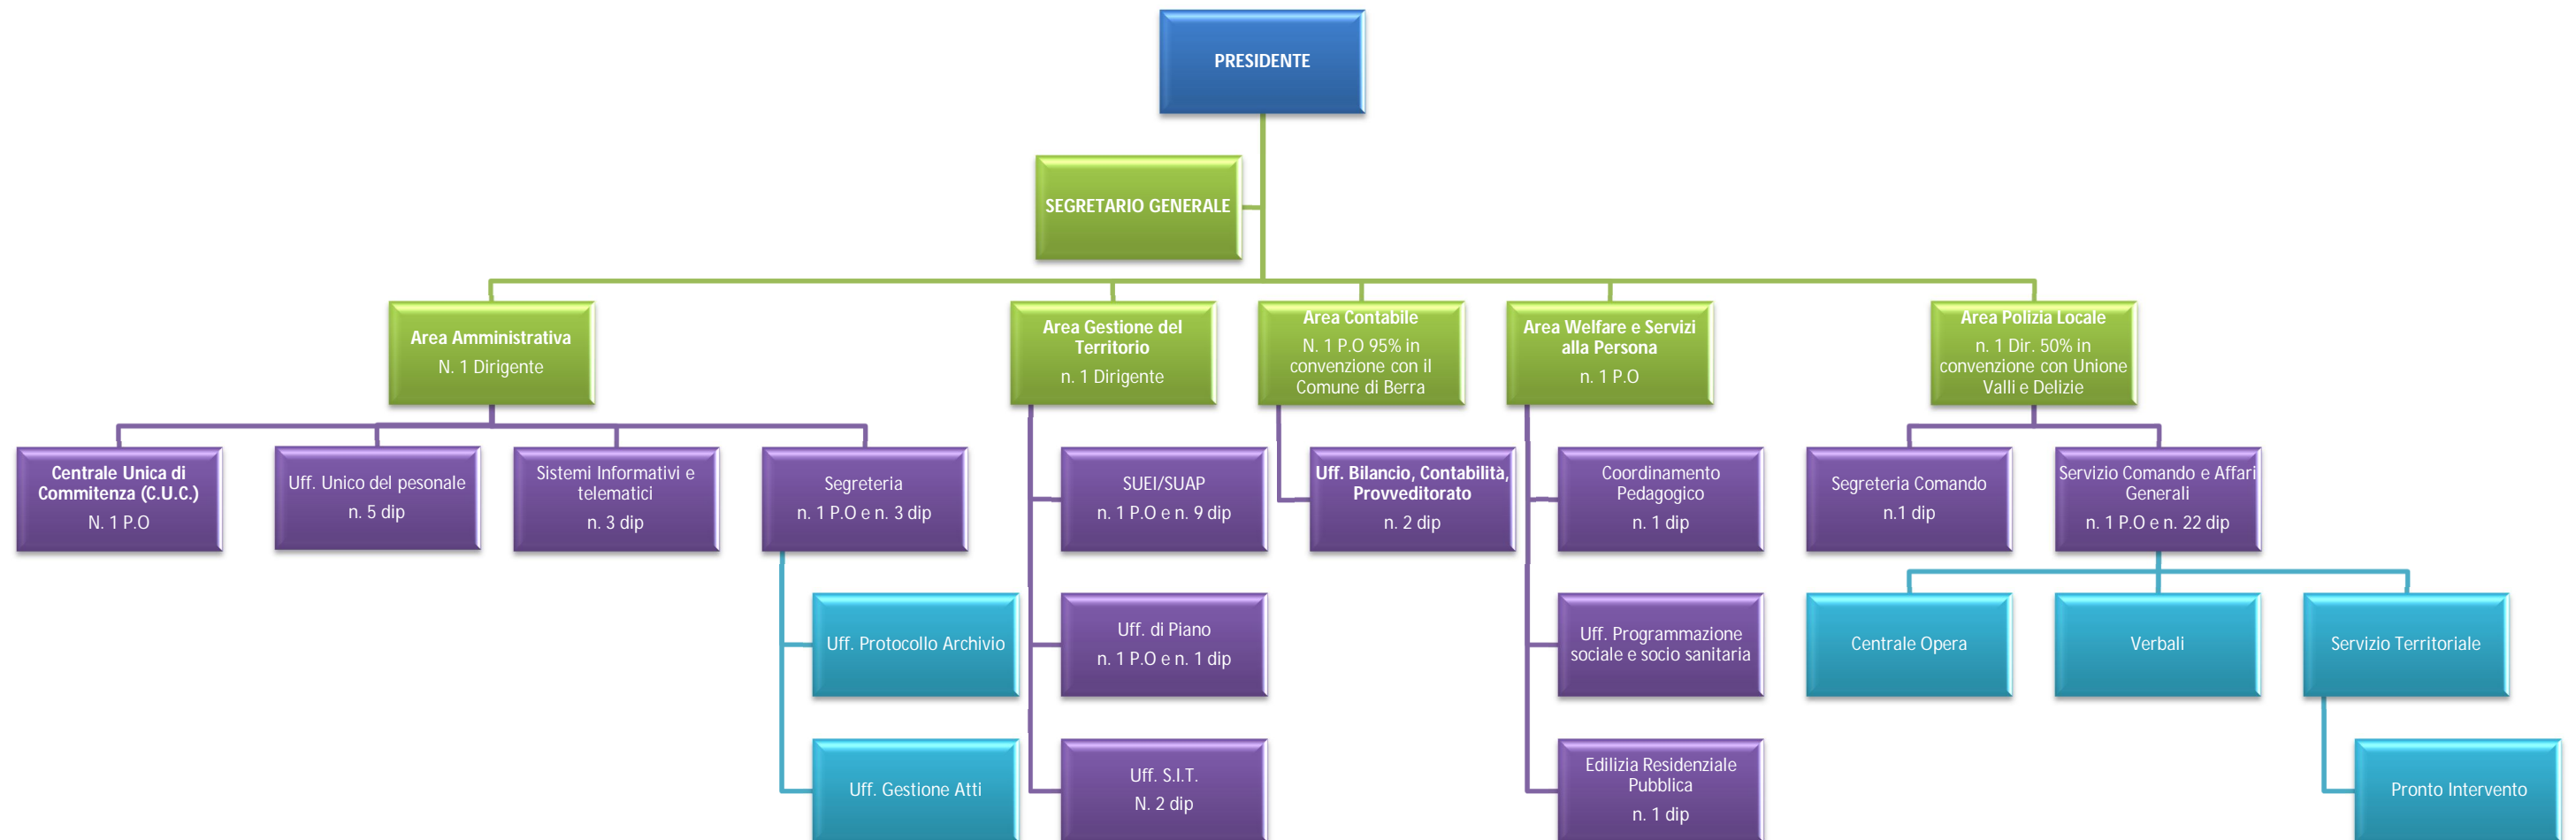 PRESIDENTE
SEGRETARIO GENERALE
Area Amministrativa
N. 1 Dirigente
Area Gestione del
Territorio
n. 1 Dirigente
Area Contabile
N. 1 P.O 95% in
convenzione con il
Comune di Berra
Area Welfare e Servizi
alla Persona
n. 1 P.O
Area Polizia Locale
n. 1 Dir. 50% in
convenzione con Unione
Valli e Delizie
Centrale Unica di
Commitenza (C.U.C.)
N. 1 P.O
Uff. Unico del pesonale
n. 5 dip
Sistemi Informativi e
telematici
n. 3 dip
Segreteria
n. 1 P.O e n. 3 dip
SUEI/SUAP
n. 1 P.O e n. 9 dip
Uff. Bilancio, Contabilità,
Provveditorato
n. 2 dip
Coordinamento
Pedagogico
n. 1 dip
Segreteria Comando
n.1 dip
Servizio Comando e Affari
Generali
n. 1 P.O e n. 22 dip
Uff. Protocollo Archivio
Uff. di Piano
n. 1 P.O e n. 1 dip
Uff. Programmazione
sociale e socio sanitaria
Centrale Opera
Verbali
Servizio Territoriale
Uff. Gestione Atti
Uff. S.I.T.
N. 2 dip
Edilizia Residenziale
Pubblica
n. 1 dip
Pronto Intervento